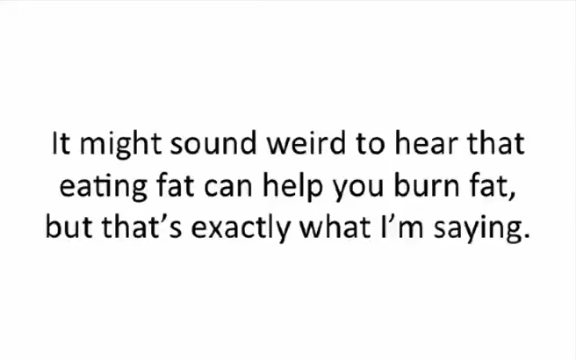 It might sound weird to hear that
eating fat can help you burn fat,
but that’s exactly what I’m saying.